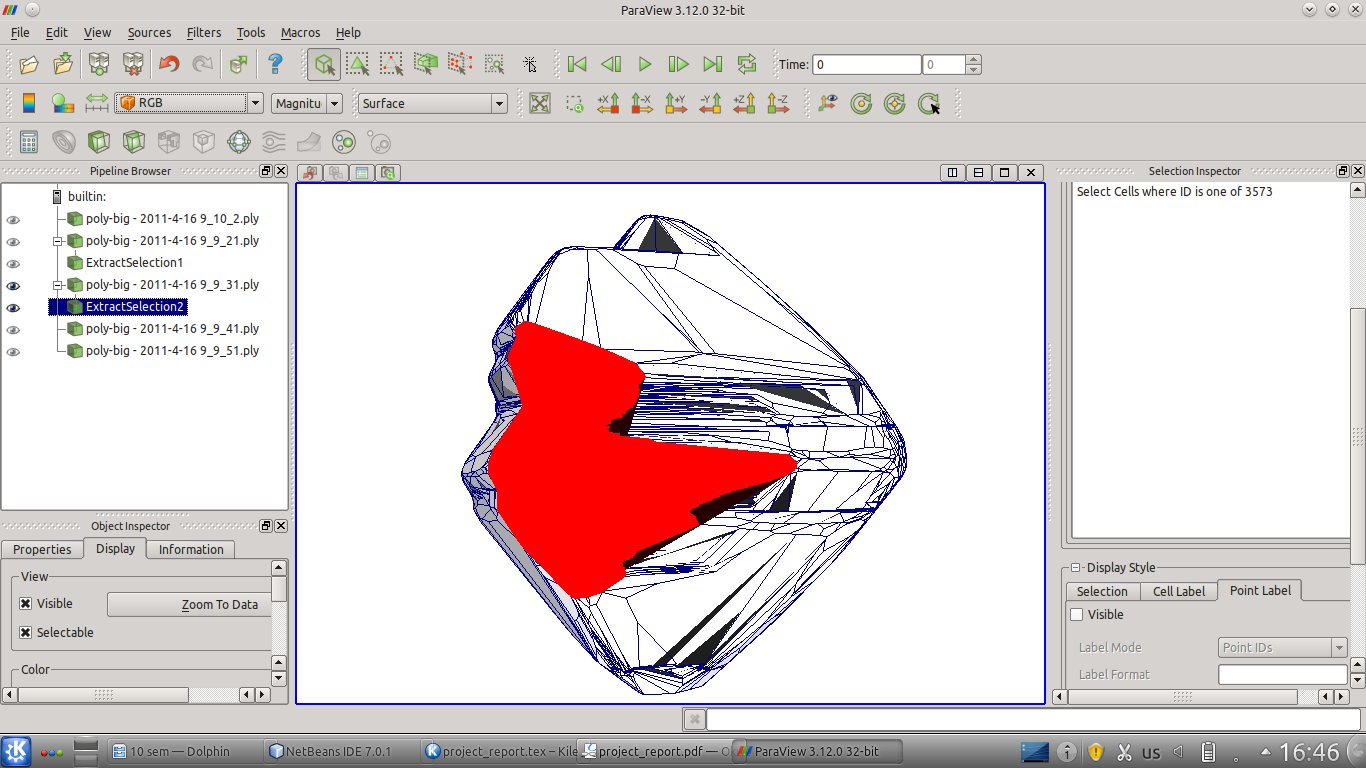 ParaView 3.12.0 32-bit
File Edit View Sources Filters Tools Macros Help
Time: 0 0
RGB Magnitu Surface
+X -X +Y -Y +Z -Z
Pipeline Browser
builtin:
poly-big - 2011-4-16 9_10_2.ply
poly-big - 2011-4-16 9_9_21.ply
ExtractSelection1
poly-big - 2011-4-16 9_9_31.ply
ExtractSelection2
poly-big - 2011-4-16 9_9_41.ply
poly-big - 2011-4-16 9_9_51.ply
Object Inspector
Properties Display Information
View
Visible Zoom To Data
Selectable
Color
Selection Inspector
Select Cells where ID is one of 3573
Display Style
Selection Cell Label Point Label
Visible
Label Mode Point IDs
Label Format
10 sem — Dolphin NetBeans IDE 7.0.1 project_report.tex – Kile project_report.pdf — O ParaView 3.12.0 32-bit us 16:46